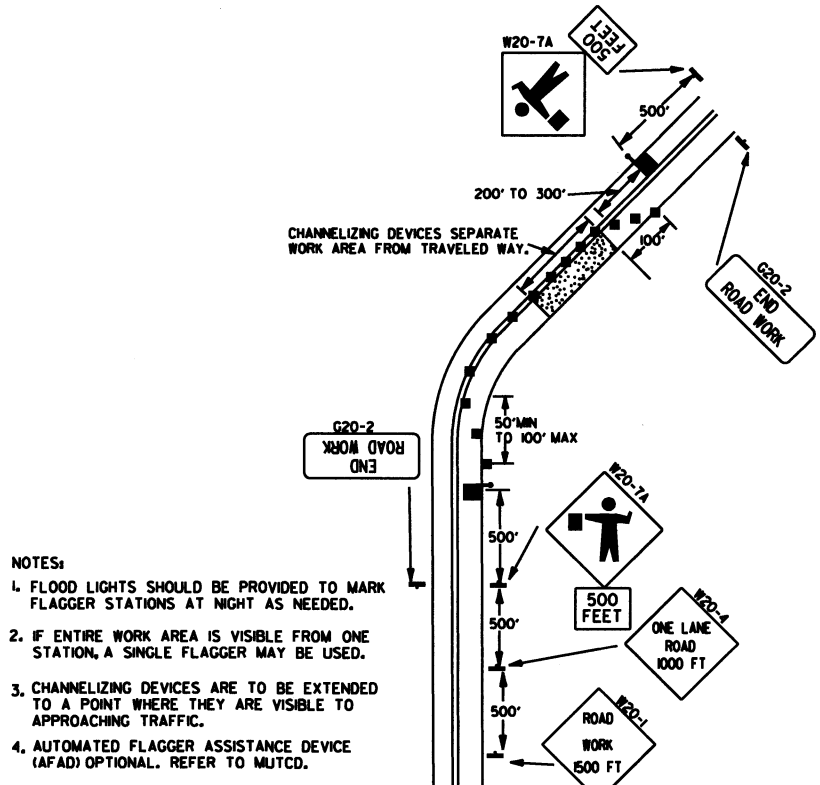 W20-7A
500
FEET
500'
200' TO 300'
CHANNELIZING DEVICES SEPARATE
WORK AREA FROM TRAVELED WAY.
100'
G20-2
END
ROAD WORK
G20-2
END
ROAD WORK
50'MIN
TO 100' MAX
W20-7A
500'
500
FEET
W20-4
ONE LANE
ROAD
1000 FT
500'
W20-1
ROAD
WORK
1500 FT
500'
NOTES:
1. FLOOD LIGHTS SHOULD BE PROVIDED TO MARK
FLAGGER STATIONS AT NIGHT AS NEEDED.
2. IF ENTIRE WORK AREA IS VISIBLE FROM ONE
STATION, A SINGLE FLAGGER MAY BE USED.
3. CHANNELIZING DEVICES ARE TO BE EXTENDED
TO A POINT WHERE THEY ARE VISIBLE TO
APPROACHING TRAFFIC.
4. AUTOMATED FLAGGER ASSISTANCE DEVICE
(AFAD) OPTIONAL. REFER TO MUTCD.